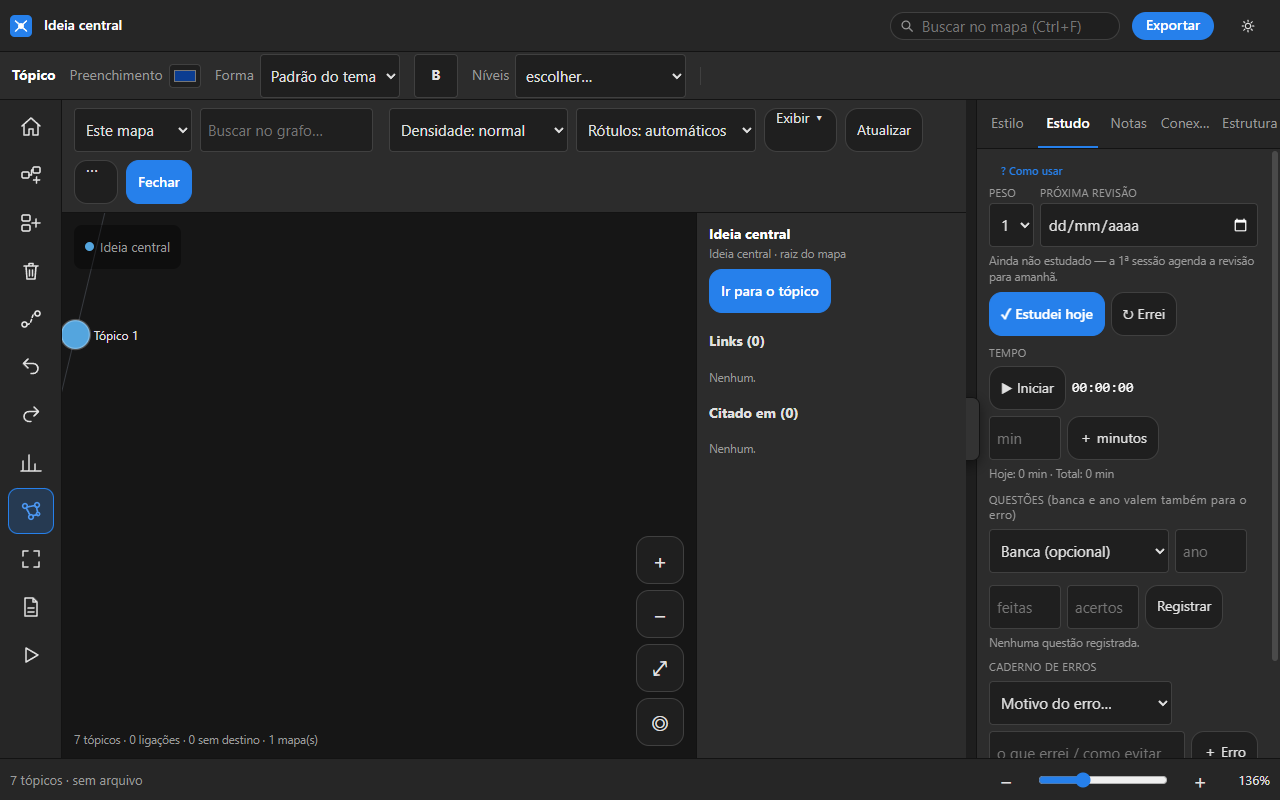 Ideia central
Buscar no mapa (Ctrl+F)
Exportar
Tópico
Preenchimento
Forma
Padrão do tema
B
Níveis
escolher...
Este mapa
Buscar no grafo...
Densidade: normal
Rótulos: automáticos
Exibir ▾
Atualizar
...
Fechar
Ideia central
Tópico 1
7 tópicos · 0 ligações · 0 sem destino · 1 mapa(s)
Ideia central
Ideia central · raiz do mapa
Ir para o tópico
Links (0)
Nenhum.
Citado em (0)
Nenhum.
Estilo
Estudo
Notas
Conex...
Estrutura
? Como usar
PESO
PRÓXIMA REVISÃO
1
dd/mm/aaaa
Ainda não estudado — a 1ª sessão agenda a revisão
para amanhã.
✓ Estudei hoje
↻ Errei
TEMPO
▶ Iniciar
00:00:00
min
+ minutos
Hoje: 0 min · Total: 0 min
QUESTÕES (banca e ano valem também para o
erro)
Banca (opcional)
ano
feitas
acertos
Registrar
Nenhuma questão registrada.
CADERNO DE ERROS
Motivo do erro...
o que errei / como evitar
+ Erro
7 tópicos · sem arquivo
−
+
136%